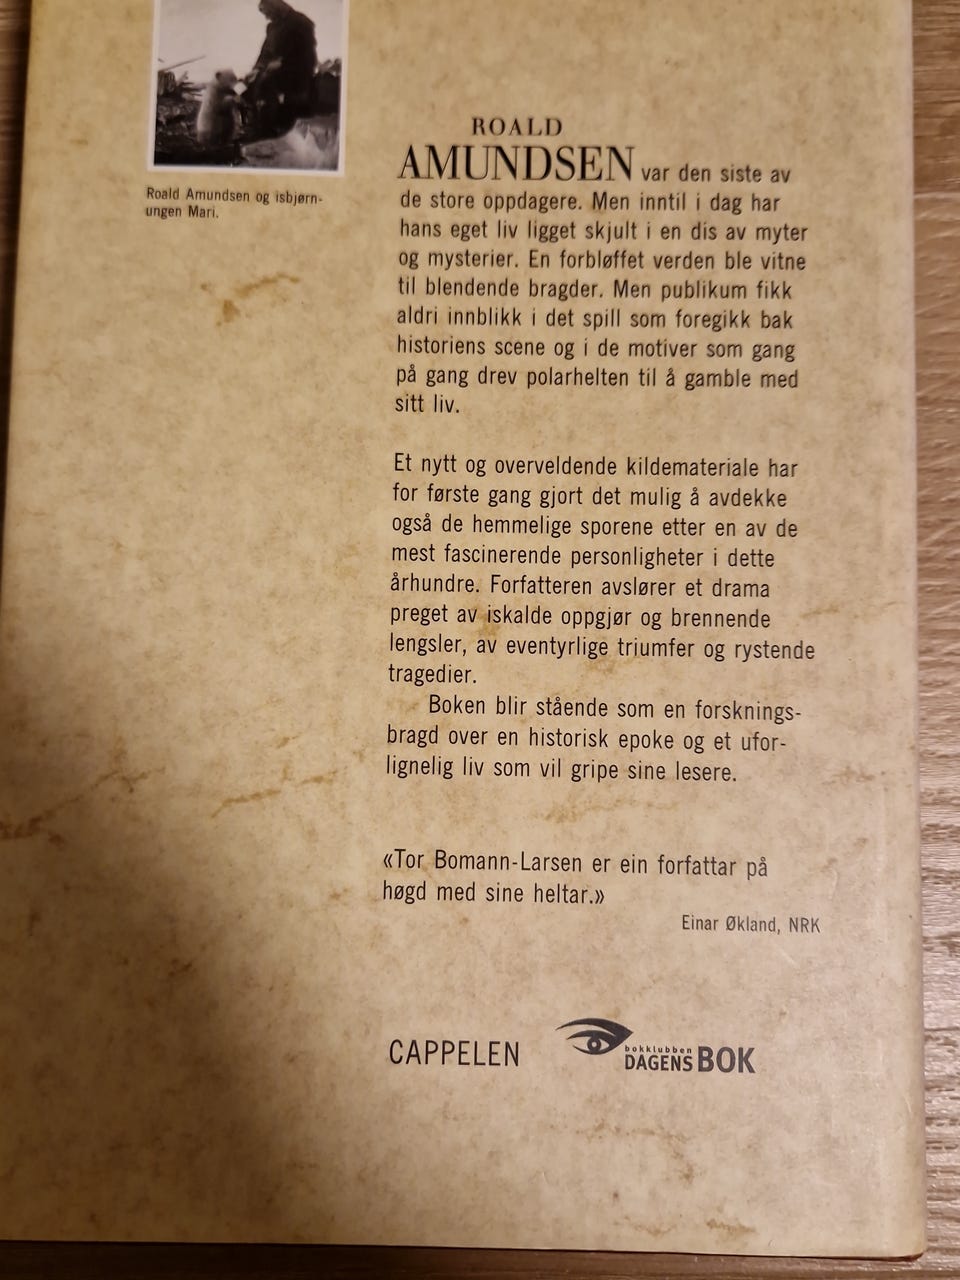 Roald Amundsen og isbjørn-
ungen Mari.
ROALD
AMUNDSEN var den siste av
de store oppdagere. Men inntil i dag har
hans eget liv ligget skjult i en dis av myter
og mysterier. En forbløffet verden ble vitne
til blendende bragder. Men publikum fikk
aldri innblikk i det spill som foregikk bak
historiens scene og i de motiver som gang
på gang drev polarhelten til å gamble med
sitt liv.
Et nytt og overveldende kildemateriale har
for første gang gjort det mulig å avdekke
også de hemmelige sporene etter en av de
mest fascinerende personligheter i dette
århundre. Forfatteren avslører et drama
preget av iskalde oppgjør og brennende
lengsler, av eventyrlige triumfer og rystende
tragedier.
Boken blir stående som en forsknings-
bragd over en historisk epoke og et ufor-
lignelig liv som vil gripe sine lesere.
«Tor Bomann-Larsen er ein forfattar på
høgd med sine heltar.»
Einar Økland, NRK
CAPPELEN
bokklubben
DAGENS BOK